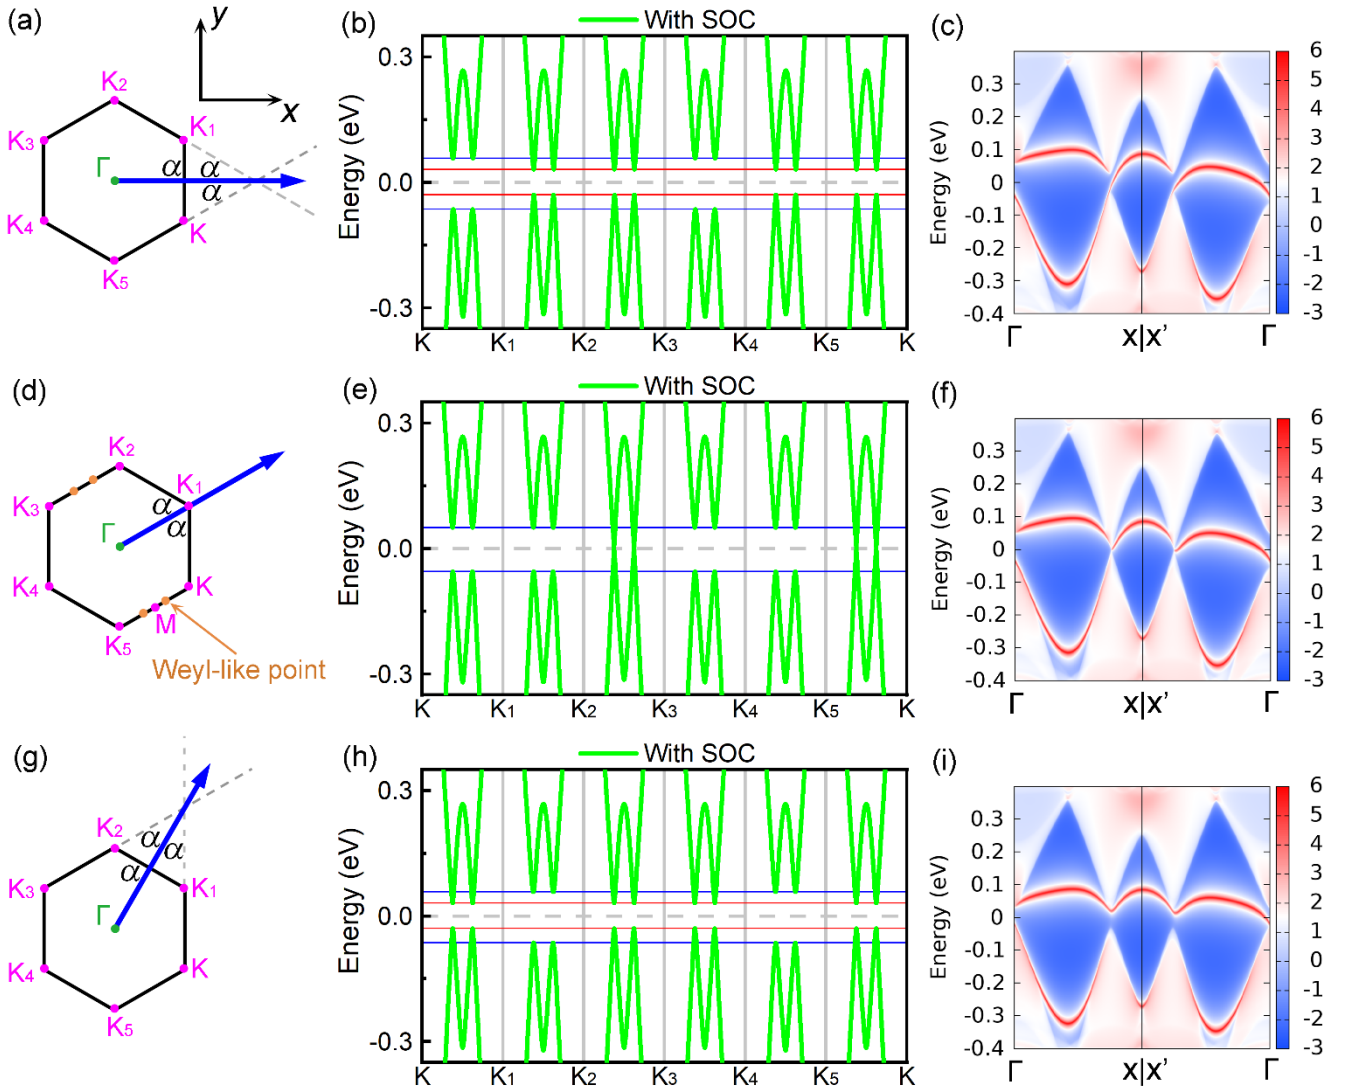 (a)
y
x
K₂
K₁
K₃
Γ
α
α
α
K₄
K
K₅
(b)
With SOC
Energy (eV)
0.3
0.0
-0.3
K K₁ K₂ K₃ K₄ K₅ K
(c)
Energy (eV)
0.3
0.2
0.1
0
-0.1
-0.2
-0.3
-0.4
Γ x|x’ Γ
6
5
4
3
2
1
0
-1
-2
-3
(d)
K₂
K₁
K₃
α
α
Γ
K₄
K
M
K₅
Weyl-like point
(e)
With SOC
Energy (eV)
0.3
0.0
-0.3
K K₁ K₂ K₃ K₄ K₅ K
(f)
Energy (eV)
0.3
0.2
0.1
0
-0.1
-0.2
-0.3
-0.4
Γ x|x’ Γ
6
5
4
3
2
1
0
-1
-2
-3
(g)
K₂
α
α
α
K₃
K₁
Γ
K₄
K
K₅
(h)
With SOC
Energy (eV)
0.3
0.0
-0.3
K K₁ K₂ K₃ K₄ K₅ K
(i)
Energy (eV)
0.3
0.2
0.1
0
-0.1
-0.2
-0.3
-0.4
Γ x|x’ Γ
6
5
4
3
2
1
0
-1
-2
-3